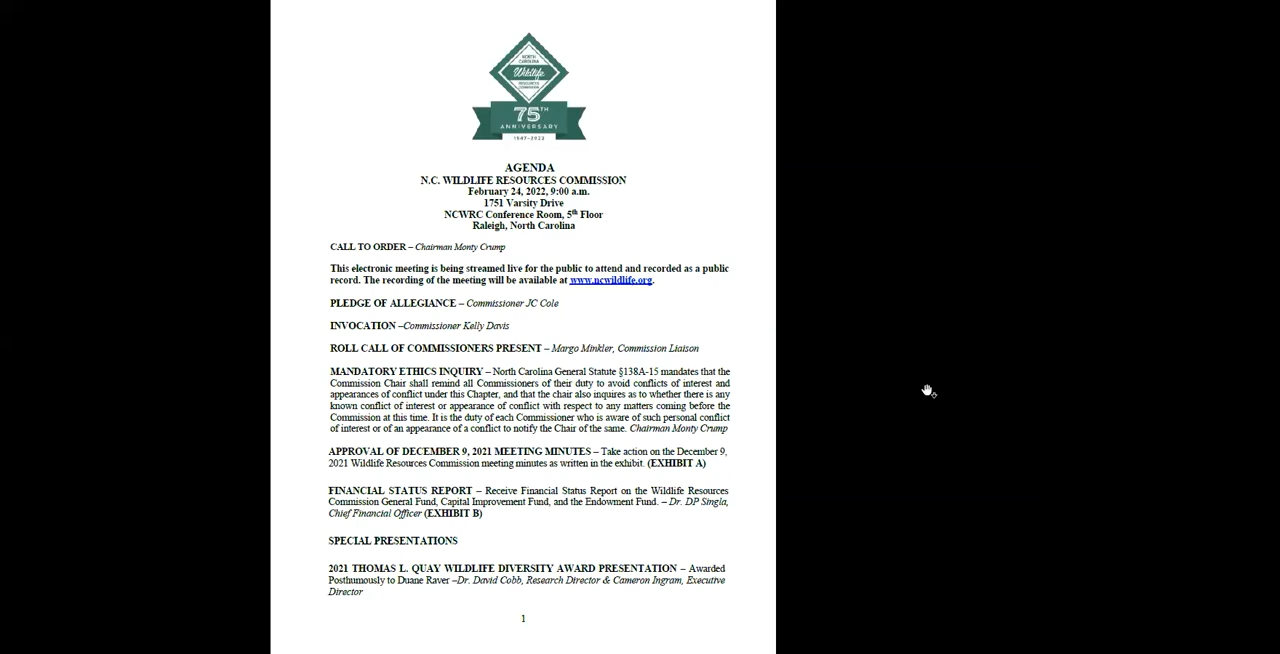 NORTH
CAROLINA
Wildlife
RESOURCES
COMMISSION
75TH
ANNIVERSARY
1947-2022
AGENDA
N.C. WILDLIFE RESOURCES COMMISSION
February 24, 2022, 9:00 a.m.
1751 Varsity Drive
NCWRC Conference Room, 5th Floor
Raleigh, North Carolina
CALL TO ORDER – Chairman Monty Crump
This electronic meeting is being streamed live for the public to attend and recorded as a public
record. The recording of the meeting will be available at www.ncwildlife.org.
PLEDGE OF ALLEGIANCE – Commissioner JC Cole
INVOCATION –Commissioner Kelly Davis
ROLL CALL OF COMMISSIONERS PRESENT – Margo Minkler, Commission Liaison
MANDATORY ETHICS INQUIRY – North Carolina General Statute §138A-15 mandates that the
Commission Chair shall remind all Commissioners of their duty to avoid conflicts of interest and
appearances of conflict under this Chapter, and that the chair also inquires as to whether there is any
known conflict of interest or appearance of conflict with respect to any matters coming before the
Commission at this time. It is the duty of each Commissioner who is aware of such personal conflict
of interest or of an appearance of a conflict to notify the Chair of the same. Chairman Monty Crump
APPROVAL OF DECEMBER 9, 2021 MEETING MINUTES – Take action on the December 9,
2021 Wildlife Resources Commission meeting minutes as written in the exhibit. (EXHIBIT A)
FINANCIAL STATUS REPORT – Receive Financial Status Report on the Wildlife Resources
Commission General Fund, Capital Improvement Fund, and the Endowment Fund. – Dr. DP Singla,
Chief Financial Officer (EXHIBIT B)
SPECIAL PRESENTATIONS
2021 THOMAS L. QUAY WILDLIFE DIVERSITY AWARD PRESENTATION – Awarded
Posthumously to Duane Raver –Dr. David Cobb, Research Director & Cameron Ingram, Executive
Director
1